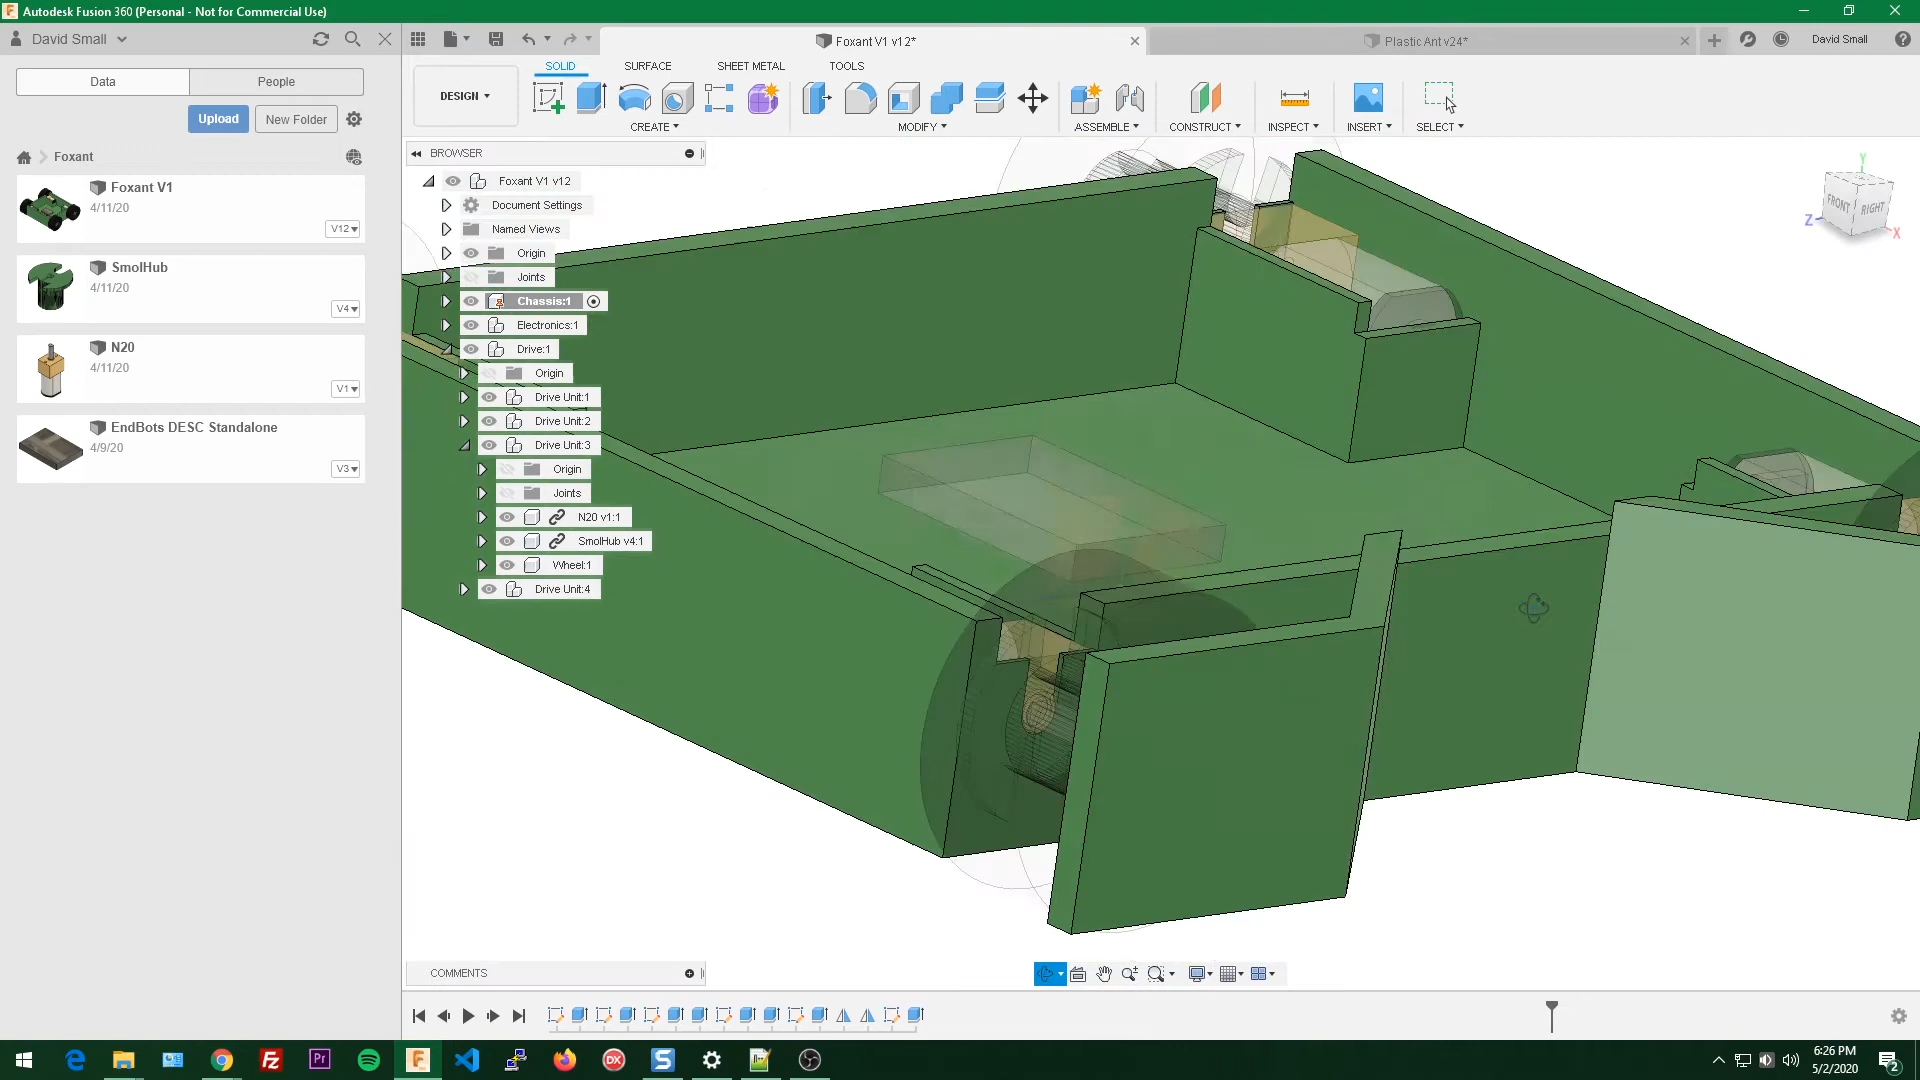 Autodesk Fusion 360 (Personal - Not for Commercial Use)
David Small
Foxant V1 v12*
Plastic Ant v24*
David Small
Data
People
SOLID
SURFACE
SHEET METAL
TOOLS
DESIGN
Upload
New Folder
CREATE
MODIFY
ASSEMBLE
CONSTRUCT
INSPECT
INSERT
SELECT
Foxant
BROWSER
Foxant V1
4/11/20
V12
SmolHub
4/11/20
V4
N20
4/11/20
V1
EndBots DESC Standalone
4/9/20
V3
Foxant V1 v12
Document Settings
Named Views
Origin
Joints
Chassis:1
Electronics:1
Drive:1
Origin
Drive Unit:1
Drive Unit:2
Drive Unit:3
Origin
Joints
N20 v1:1
SmolHub v4:1
Wheel:1
Drive Unit:4
Y
FRONT
RIGHT
Z
X
COMMENTS
6:26 PM
5/2/2020
2